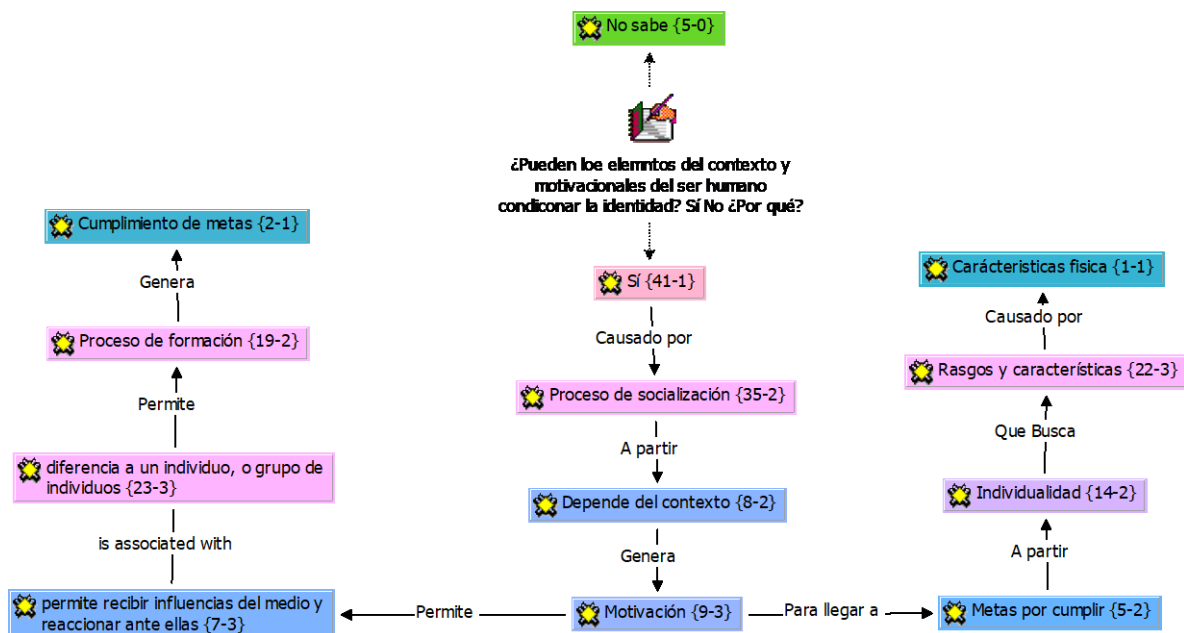 No sabe {5-0}
¿Pueden loe elemntos del contexto y
motivacionales del ser humano
condiconar la identidad? Sí No ¿Por qué?
Cumplimiento de metas {2-1}
Genera
Proceso de formación {19-2}
Permite
diferencia a un individuo, o grupo de
individuos {23-3}
is associated with
permite recibir influencias del medio y
reaccionar ante ellas {7-3}
Permite
Sí {41-1}
Causado por
Proceso de socialización {35-2}
A partir
Depende del contexto {8-2}
Genera
Motivación {9-3}
Para llegar a
Carácteristicas fisica {1-1}
Causado por
Rasgos y características {22-3}
Que Busca
Individualidad {14-2}
A partir
Metas por cumplir {5-2}